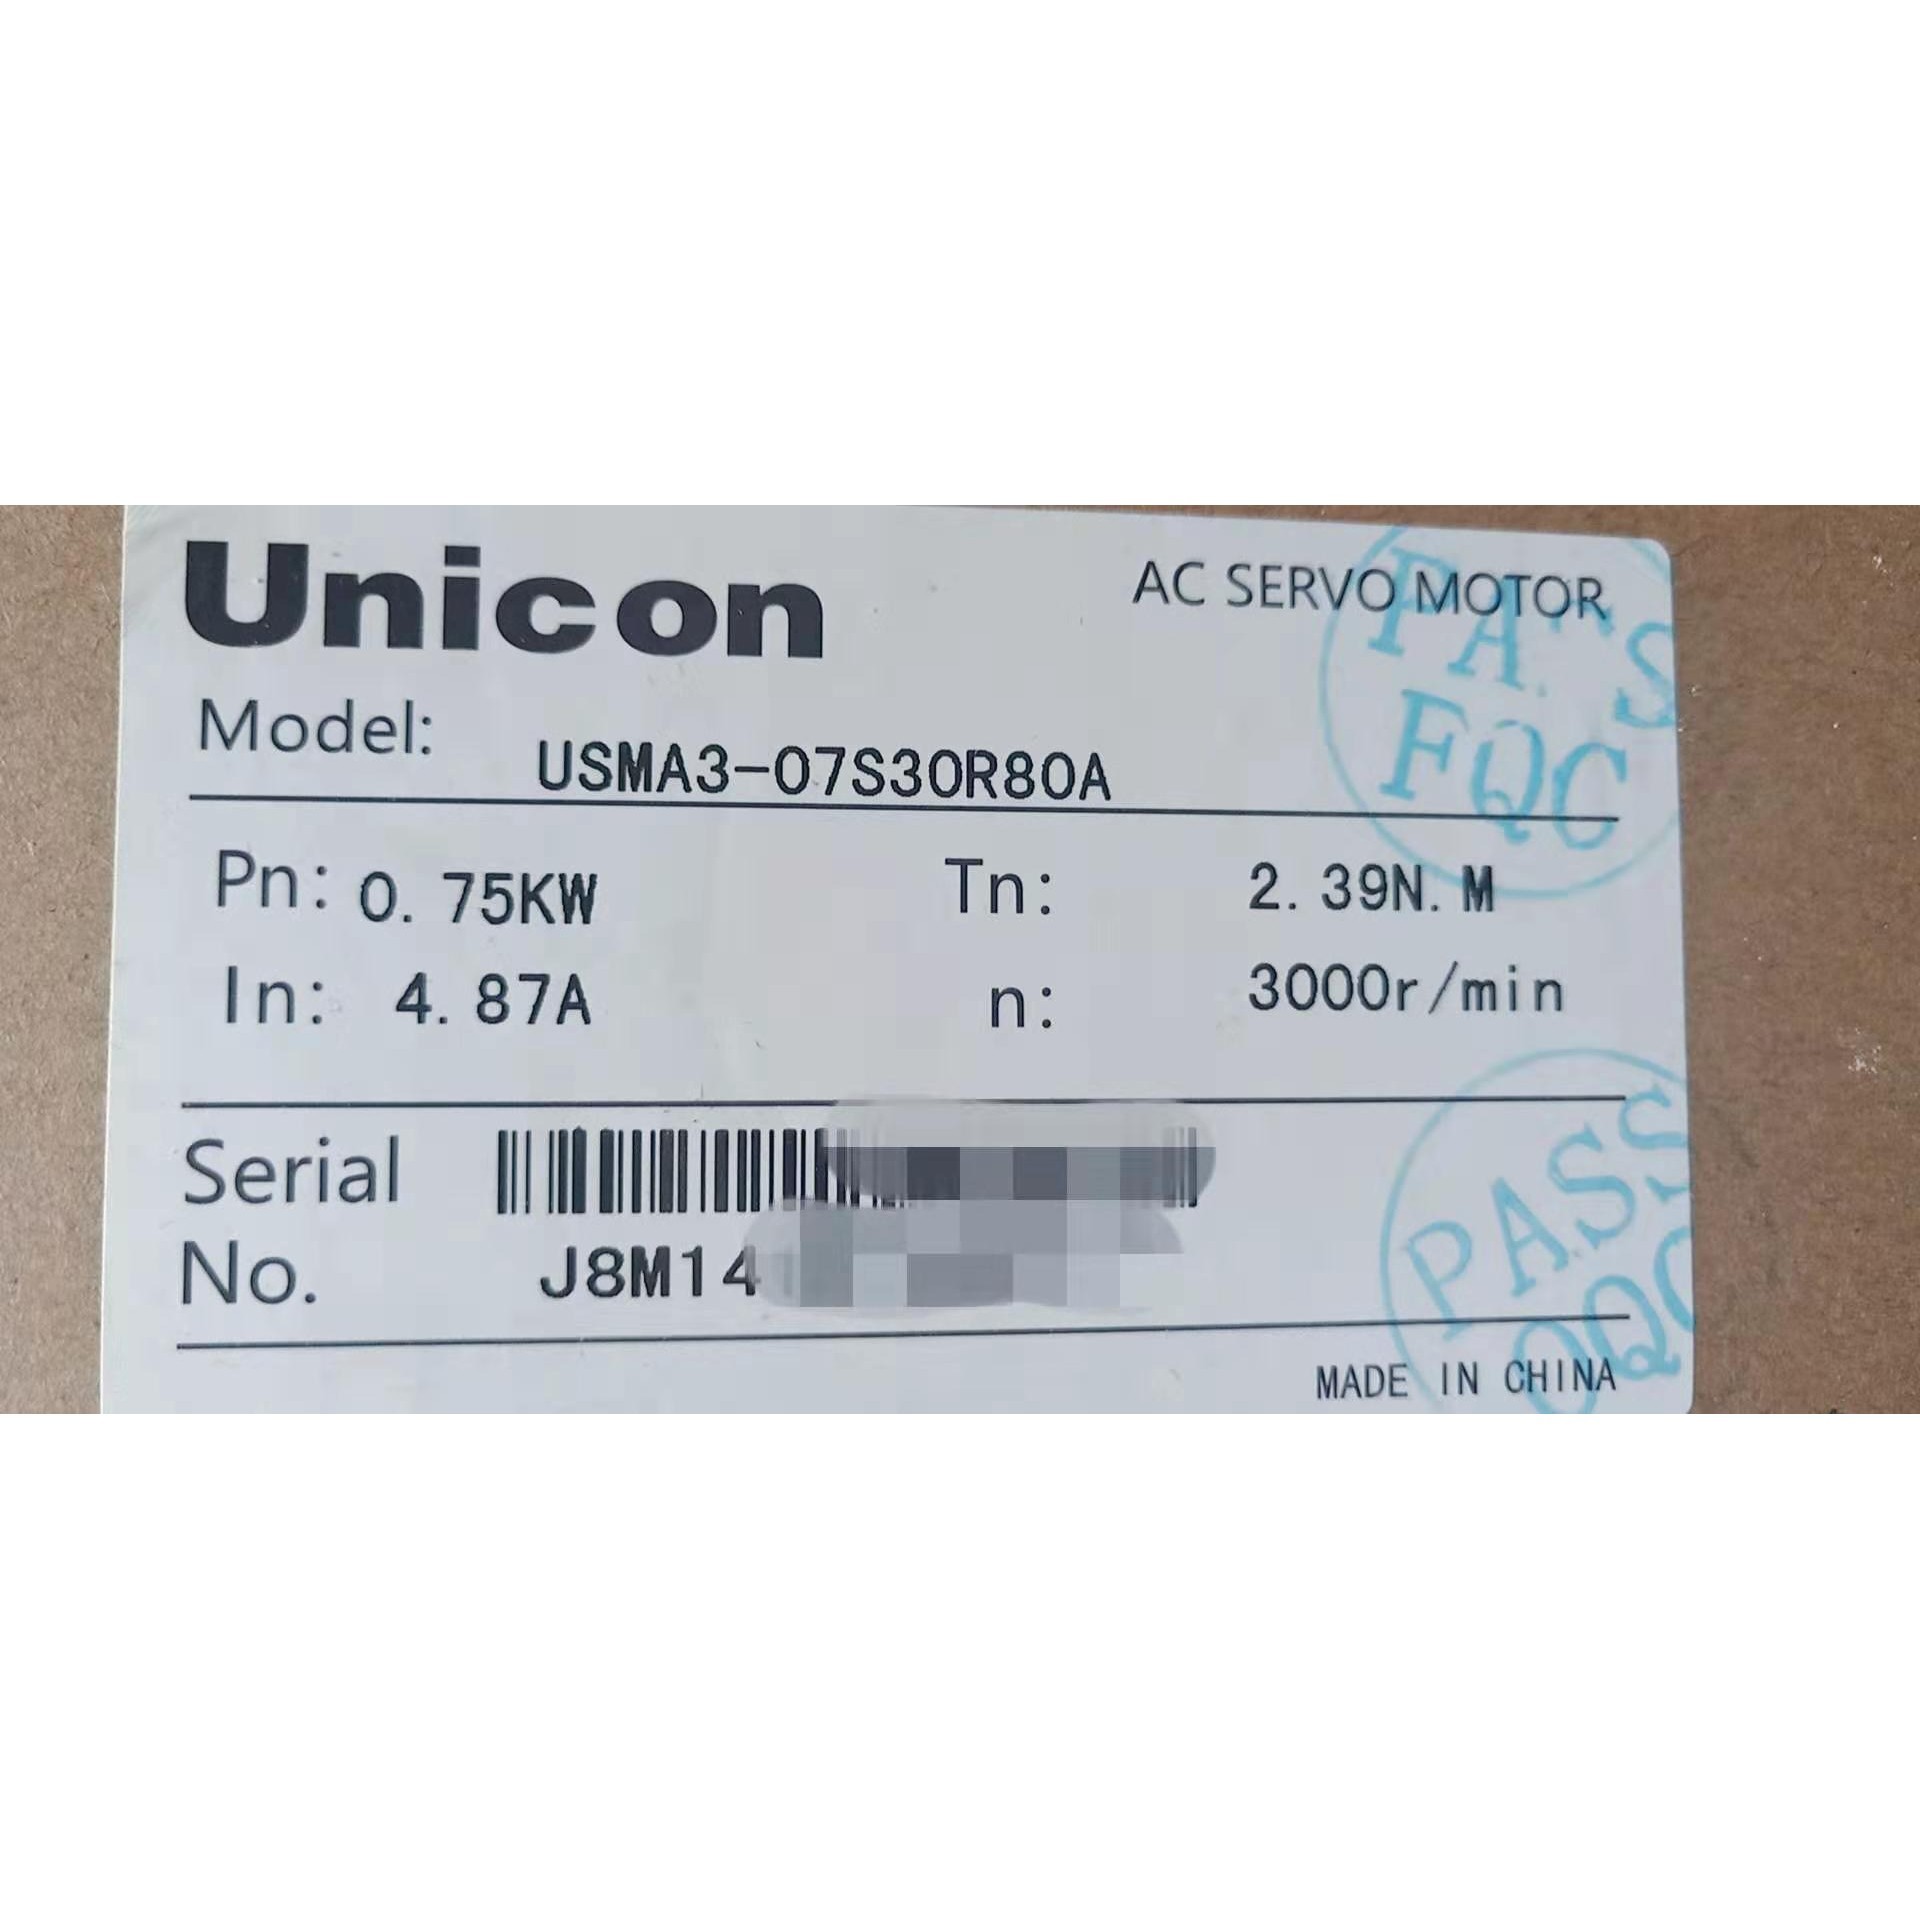 Unicon
AC SERVO MOTOR
Model: USMA3-07S30R80A
Pn: 0.75KW Tn: 2.39N.M
In: 4.87A n: 3000r/min
Serial
No. J8M14
MADE IN CHINA
PASS
FQC
PASS
OQC